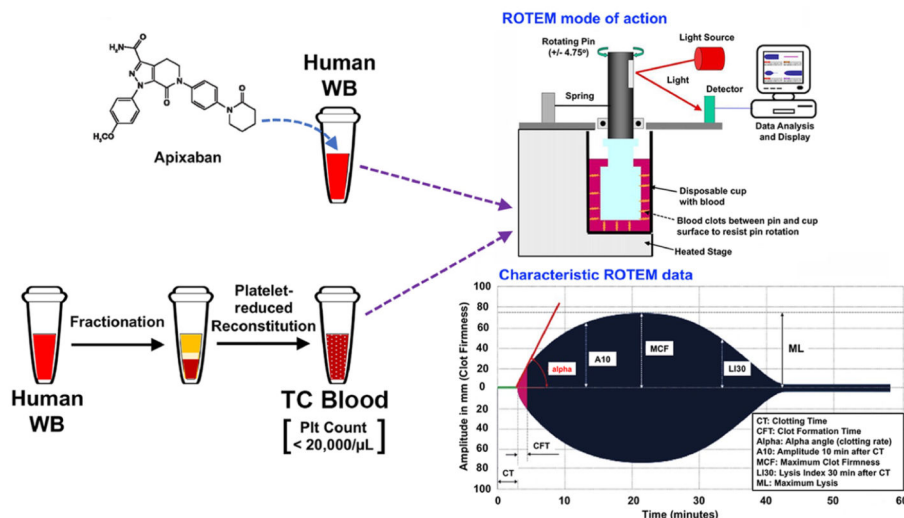 H₂N
O
N
N
N
O
N
O
H₃C
O
Apixaban
Human
WB
Human
WB
Fractionation
Platelet-
reduced
Reconstitution
TC Blood
[ Plt Count
< 20,000/µL ]
ROTEM mode of action
Rotating Pin
(+/- 4.75º)
Light Source
Light
Spring
Detector
Data Analysis
and Display
Disposable cup
with blood
Blood clots between pin and cup
surface to resist pin rotation
Heated Stage
Characteristic ROTEM data
Amplitude in mm (Clot Firmness)
100
80
60
40
20
0
20
40
60
80
100
alpha
A10
MCF
LI30
ML
CT
CFT
CT: Clotting Time
CFT: Clot Formation Time
Alpha: Alpha angle (clotting rate)
A10: Amplitude 10 min after CT
MCF: Maximum Clot Firmness
LI30: Lysis Index 30 min after CT
ML: Maximum Lysis
0 10 20 30 40 50 60
Time (minutes)